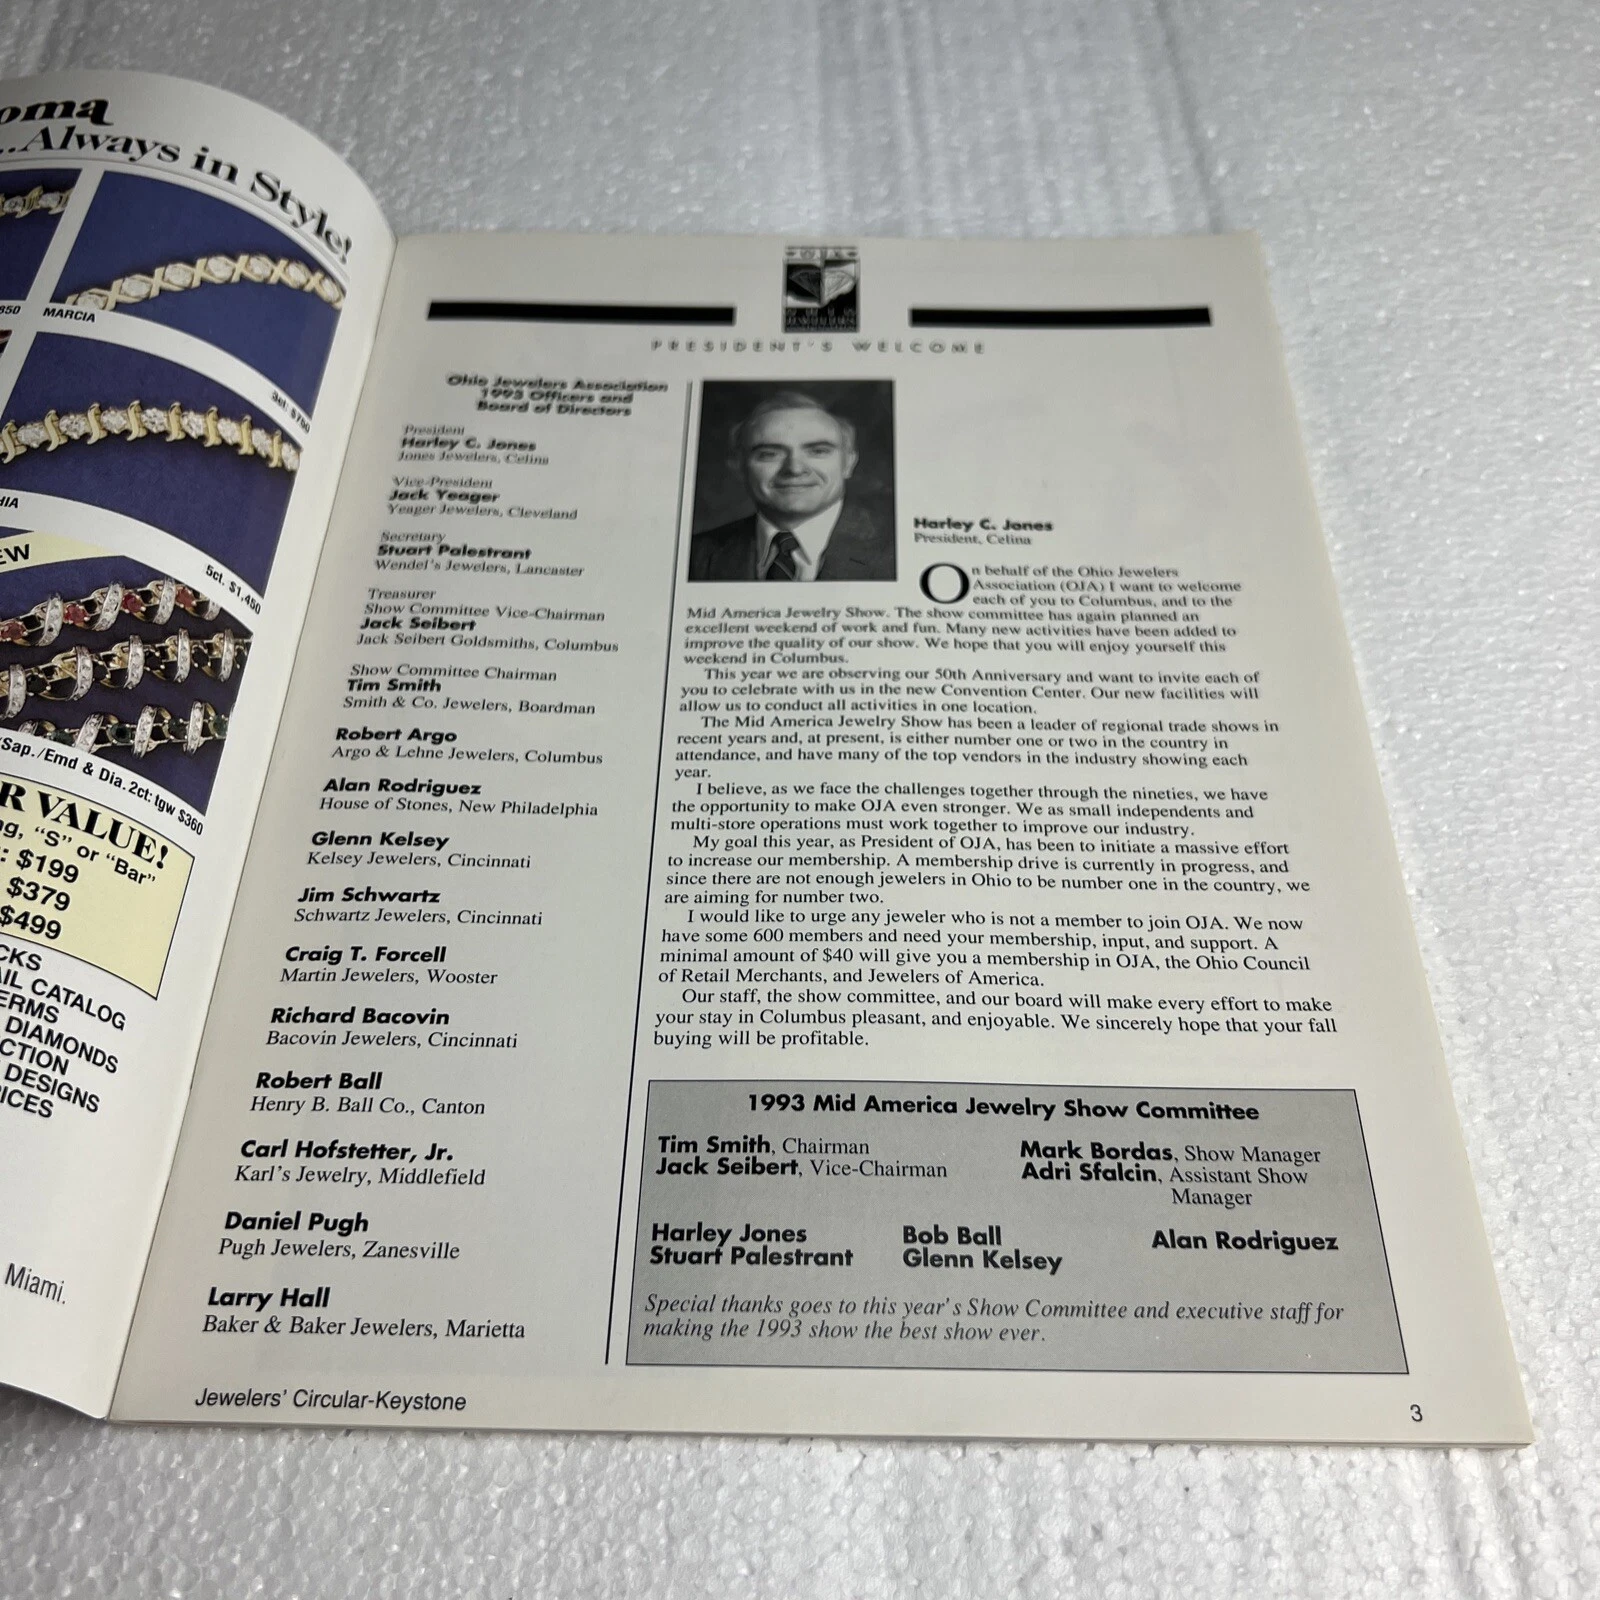 oma
...Always in Style!
850
MARCIA
3ct. $750
HIA
EW
5ct. $1,450
/Sap./Emd & Dia. 2ct: tgw $360
R VALUE!
ng, "S" or "Bar"
: $199
$379
$499
CKS
AIL CATALOG
ERMS
DIAMONDS
CTION
DESIGNS
ICES
Miami.
PRESIDENT'S WELCOME
Ohio Jewelers Association
1993 Officers and
Board of Directors
President
Harley C. Jones
Jones Jewelers, Celina
Vice-President
Jack Yeager
Yeager Jewelers, Cleveland
Secretary
Stuart Palestrant
Wendel's Jewelers, Lancaster
Treasurer
Show Committee Vice-Chairman
Jack Seibert
Jack Seibert Goldsmiths, Columbus
Show Committee Chairman
Tim Smith
Smith & Co. Jewelers, Boardman
Robert Argo
Argo & Lehne Jewelers, Columbus
Alan Rodriguez
House of Stones, New Philadelphia
Glenn Kelsey
Kelsey Jewelers, Cincinnati
Jim Schwartz
Schwartz Jewelers, Cincinnati
Craig T. Forcell
Martin Jewelers, Wooster
Richard Bacovin
Bacovin Jewelers, Cincinnati
Robert Ball
Henry B. Ball Co., Canton
Carl Hofstetter, Jr.
Karl's Jewelry, Middlefield
Daniel Pugh
Pugh Jewelers, Zanesville
Larry Hall
Baker & Baker Jewelers, Marietta
Harley C. Jones
President, Celina
On behalf of the Ohio Jewelers
Association (OJA) I want to welcome
each of you to Columbus, and to the
Mid America Jewelry Show. The show committee has again planned an
excellent weekend of work and fun. Many new activities have been added to
improve the quality of our show. We hope that you will enjoy yourself this
weekend in Columbus.
This year we are observing our 50th Anniversary and want to invite each of
you to celebrate with us in the new Convention Center. Our new facilities will
allow us to conduct all activities in one location.
The Mid America Jewelry Show has been a leader of regional trade shows in
recent years and, at present, is either number one or two in the country in
attendance, and have many of the top vendors in the industry showing each
year.
I believe, as we face the challenges together through the nineties, we have
the opportunity to make OJA even stronger. We as small independents and
multi-store operations must work together to improve our industry.
My goal this year, as President of OJA, has been to initiate a massive effort
to increase our membership. A membership drive is currently in progress, and
since there are not enough jewelers in Ohio to be number one in the country, we
are aiming for number two.
I would like to urge any jeweler who is not a member to join OJA. We now
have some 600 members and need your membership, input, and support. A
minimal amount of $40 will give you a membership in OJA, the Ohio Council
of Retail Merchants, and Jewelers of America.
Our staff, the show committee, and our board will make every effort to make
your stay in Columbus pleasant, and enjoyable. We sincerely hope that your fall
buying will be profitable.
1993 Mid America Jewelry Show Committee
Tim Smith, Chairman
Jack Seibert, Vice-Chairman
Mark Bordas, Show Manager
Adri Sfalcin, Assistant Show
Manager
Harley Jones
Stuart Palestrant
Bob Ball
Glenn Kelsey
Alan Rodriguez
Special thanks goes to this year's Show Committee and executive staff for
making the 1993 show the best show ever.
Jewelers' Circular-Keystone
3